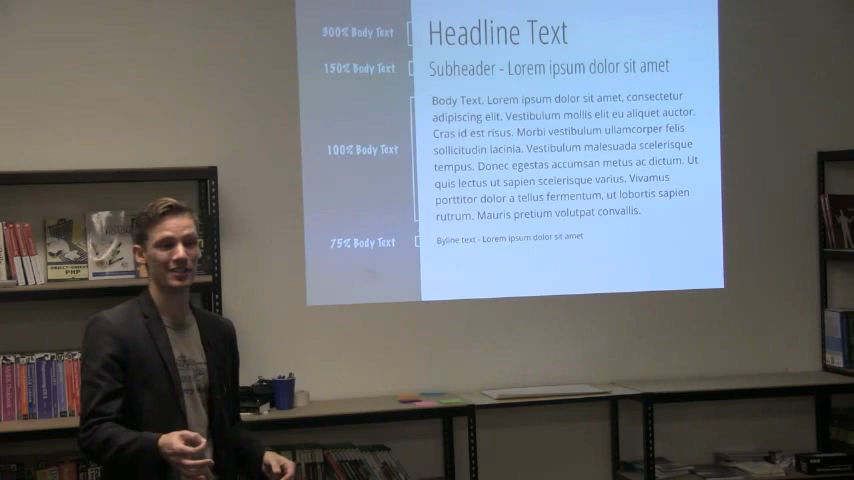 300% Body Text
Headline Text
150% Body Text
Subheader - Lorem ipsum dolor sit amet
100% Body Text
Body Text. Lorem ipsum dolor sit amet, consectetur
adipiscing elit. Vestibulum mollis elit eu aliquet auctor.
Cras id est risus. Morbi vestibulum ullamcorper felis
sollicitudin lacinia. Vestibulum malesuada scelerisque
tempus. Donec egestas accumsan metus ac dictum. Ut
quis lectus ut sapien scelerisque varius. Vivamus
porttitor dolor a tellus fermentum, ut lobortis sapien
rutrum. Mauris pretium volutpat convallis.
75% Body Text
Byline text - Lorem ipsum dolor sit amet
PHP